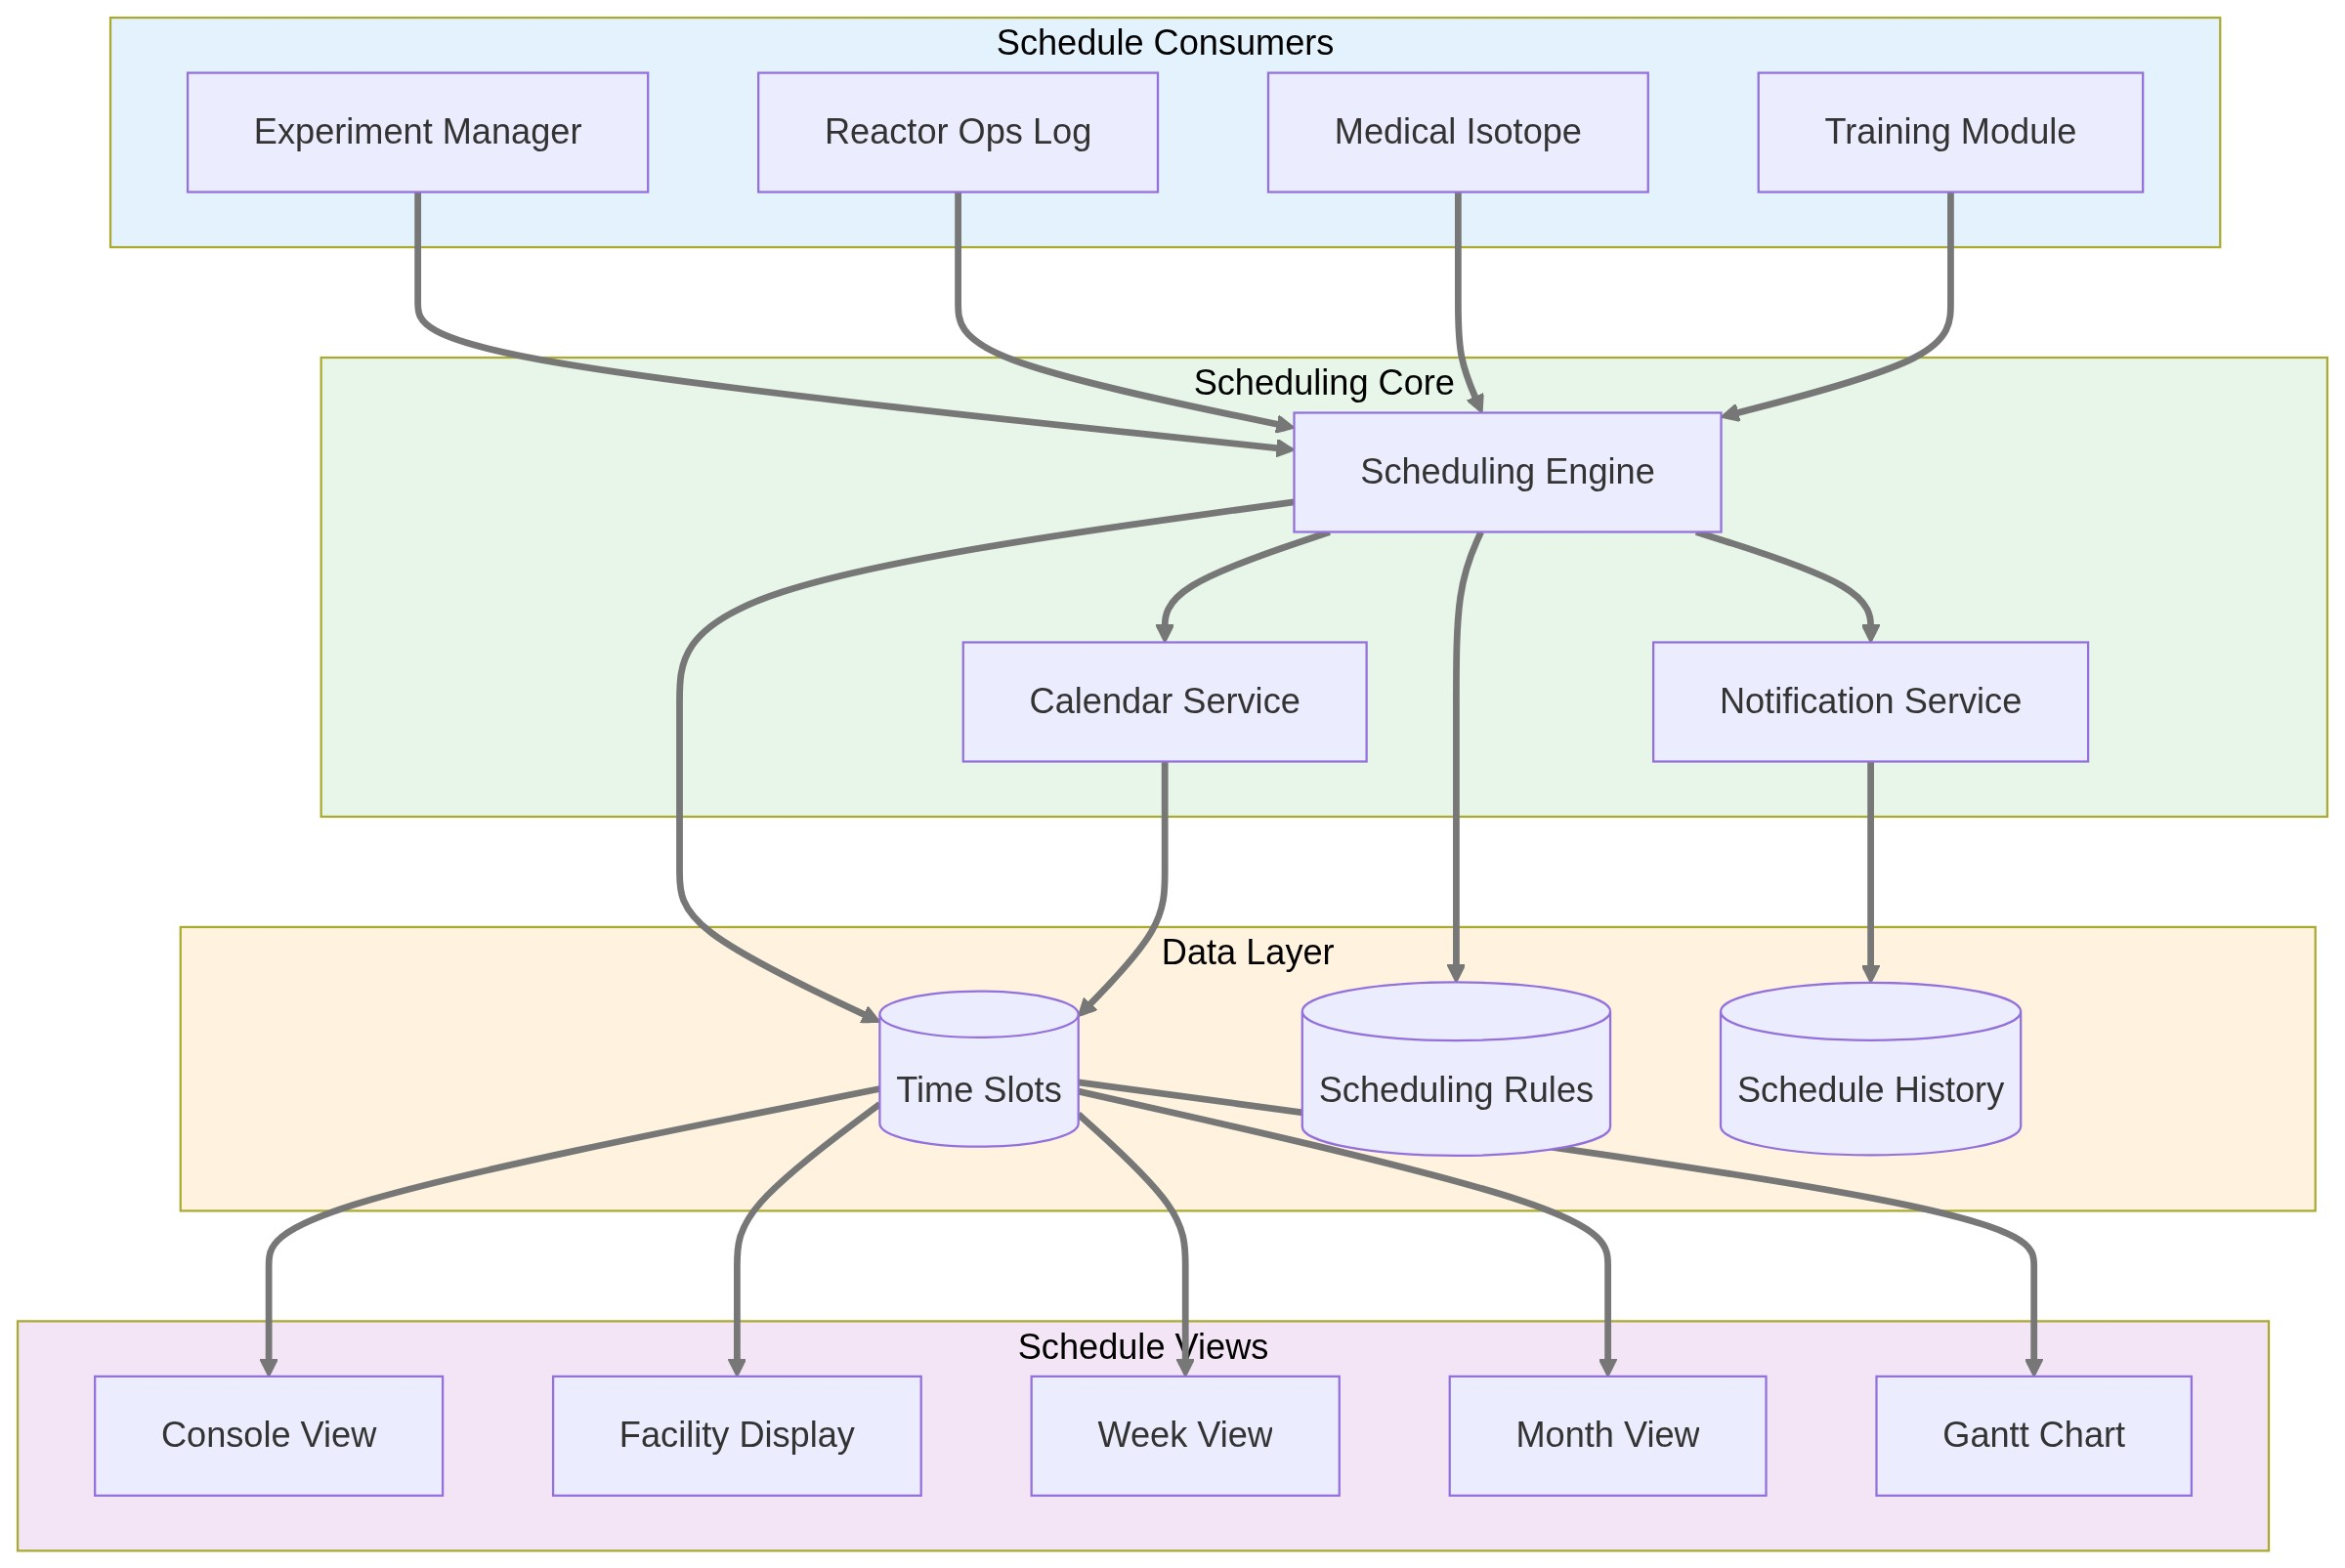 Schedule Consumers
Experiment Manager
Reactor Ops Log
Medical Isotope
Training Module
Scheduling Core
Scheduling Engine
Calendar Service
Notification Service
Data Layer
Time Slots
Scheduling Rules
Schedule History
Schedule Views
Console View
Facility Display
Week View
Month View
Gantt Chart